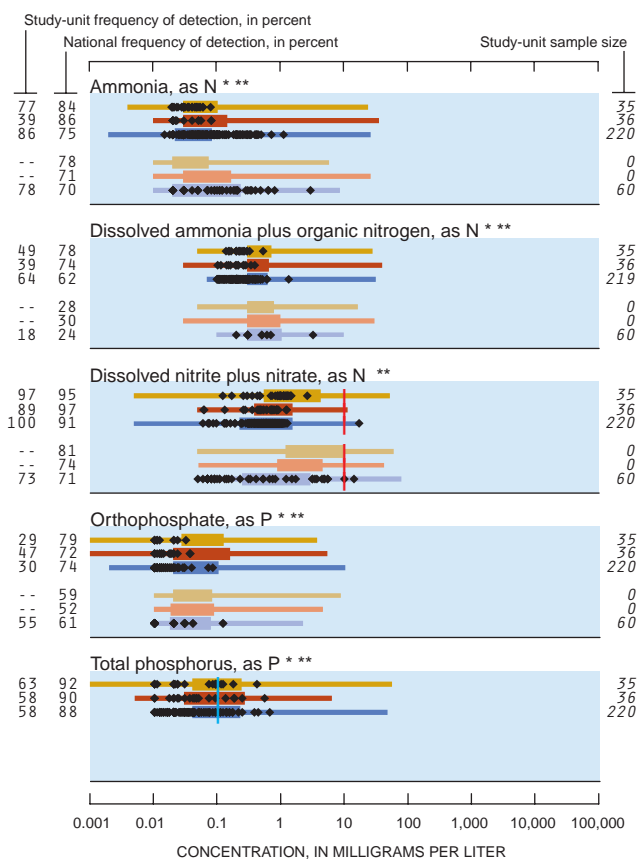 Study-unit frequency of detection, in percent
National frequency of detection, in percent
Study-unit sample size
Ammonia, as N * **
77 84 35
39 86 36
86 75 220
-- 78 0
-- 71 0
78 70 60
Dissolved ammonia plus organic nitrogen, as N * **
49 78 35
39 74 36
64 62 219
-- 28 0
-- 30 0
18 24 60
Dissolved nitrite plus nitrate, as N **
97 95 35
89 97 36
100 91 220
-- 81 0
-- 74 0
73 71 60
Orthophosphate, as P * **
29 79 35
47 72 36
30 74 220
-- 59 0
-- 52 0
55 61 60
Total phosphorus, as P * **
63 92 35
58 90 36
58 88 220
0.001 0.01 0.1 1 10 100 1,000 10,000 100,000
CONCENTRATION, IN MILLIGRAMS PER LITER